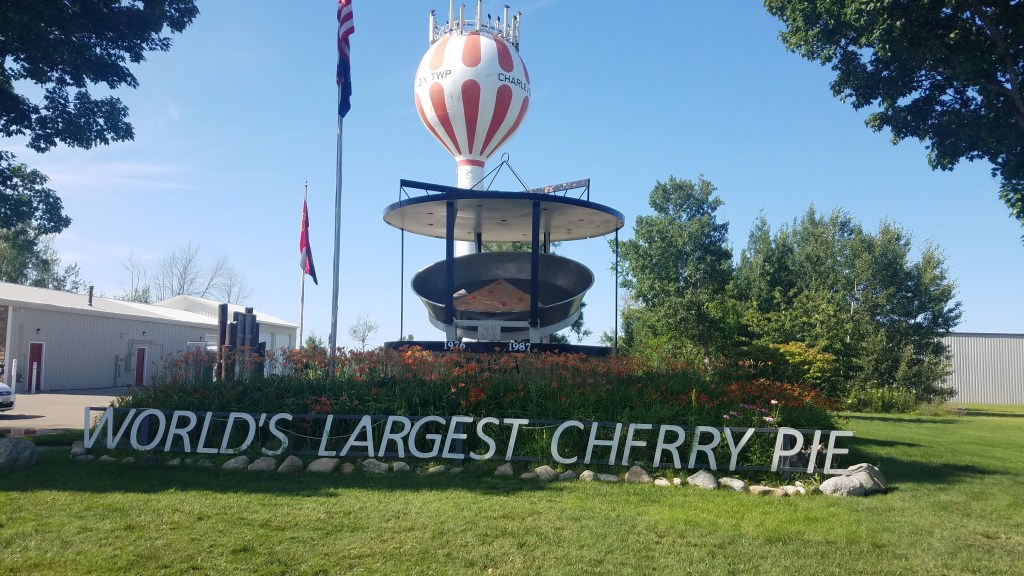 TWP
CHARLE
1976 1987
WORLD'S LARGEST CHERRY PIE